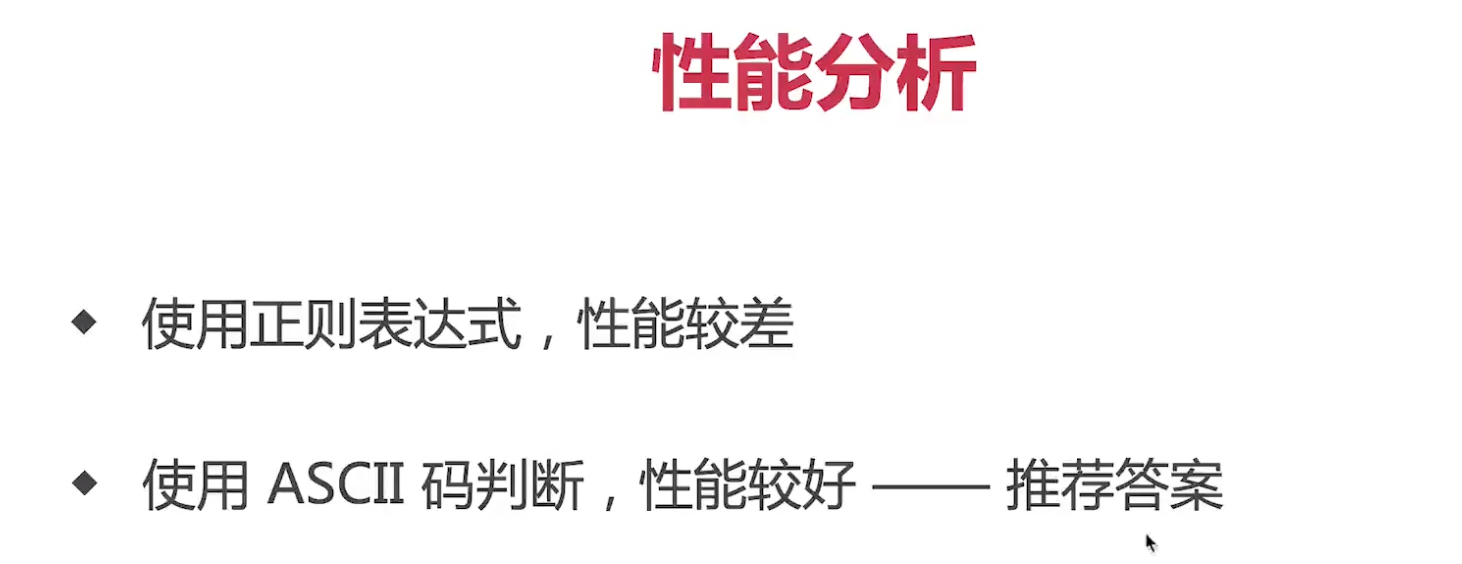 性能分析
◆ 使用正则表达式，性能较差
◆ 使用 ASCII 码判断，性能较好 —— 推荐答案